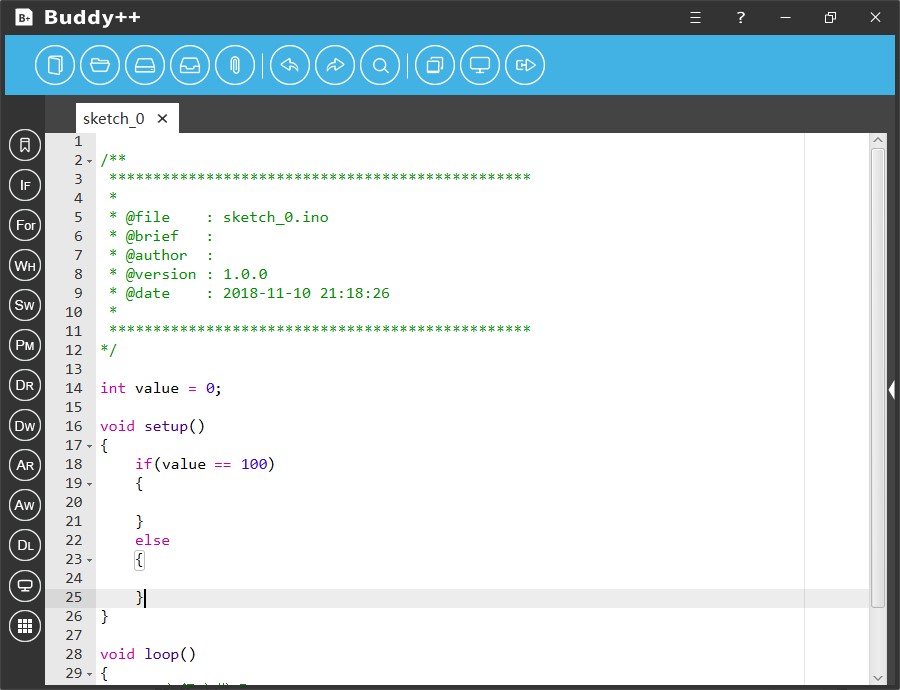 B+ Buddy++
?
sketch_0 ×
1
2 /**
3 ************************************************
4 *
5 * @file    : sketch_0.ino
6 * @brief   :
7 * @author  :
8 * @version : 1.0.0
9 * @date    : 2018-11-10 21:18:26
10 *
11 ************************************************
12 */
13
14 int value = 0;
15
16 void setup()
17 {
18     if(value == 100)
19     {
20
21     }
22     else
23     {
24
25     }
26 }
27
28 void loop()
29 {
IF
For
WH
SW
PM
DR
DW
AR
AW
DL